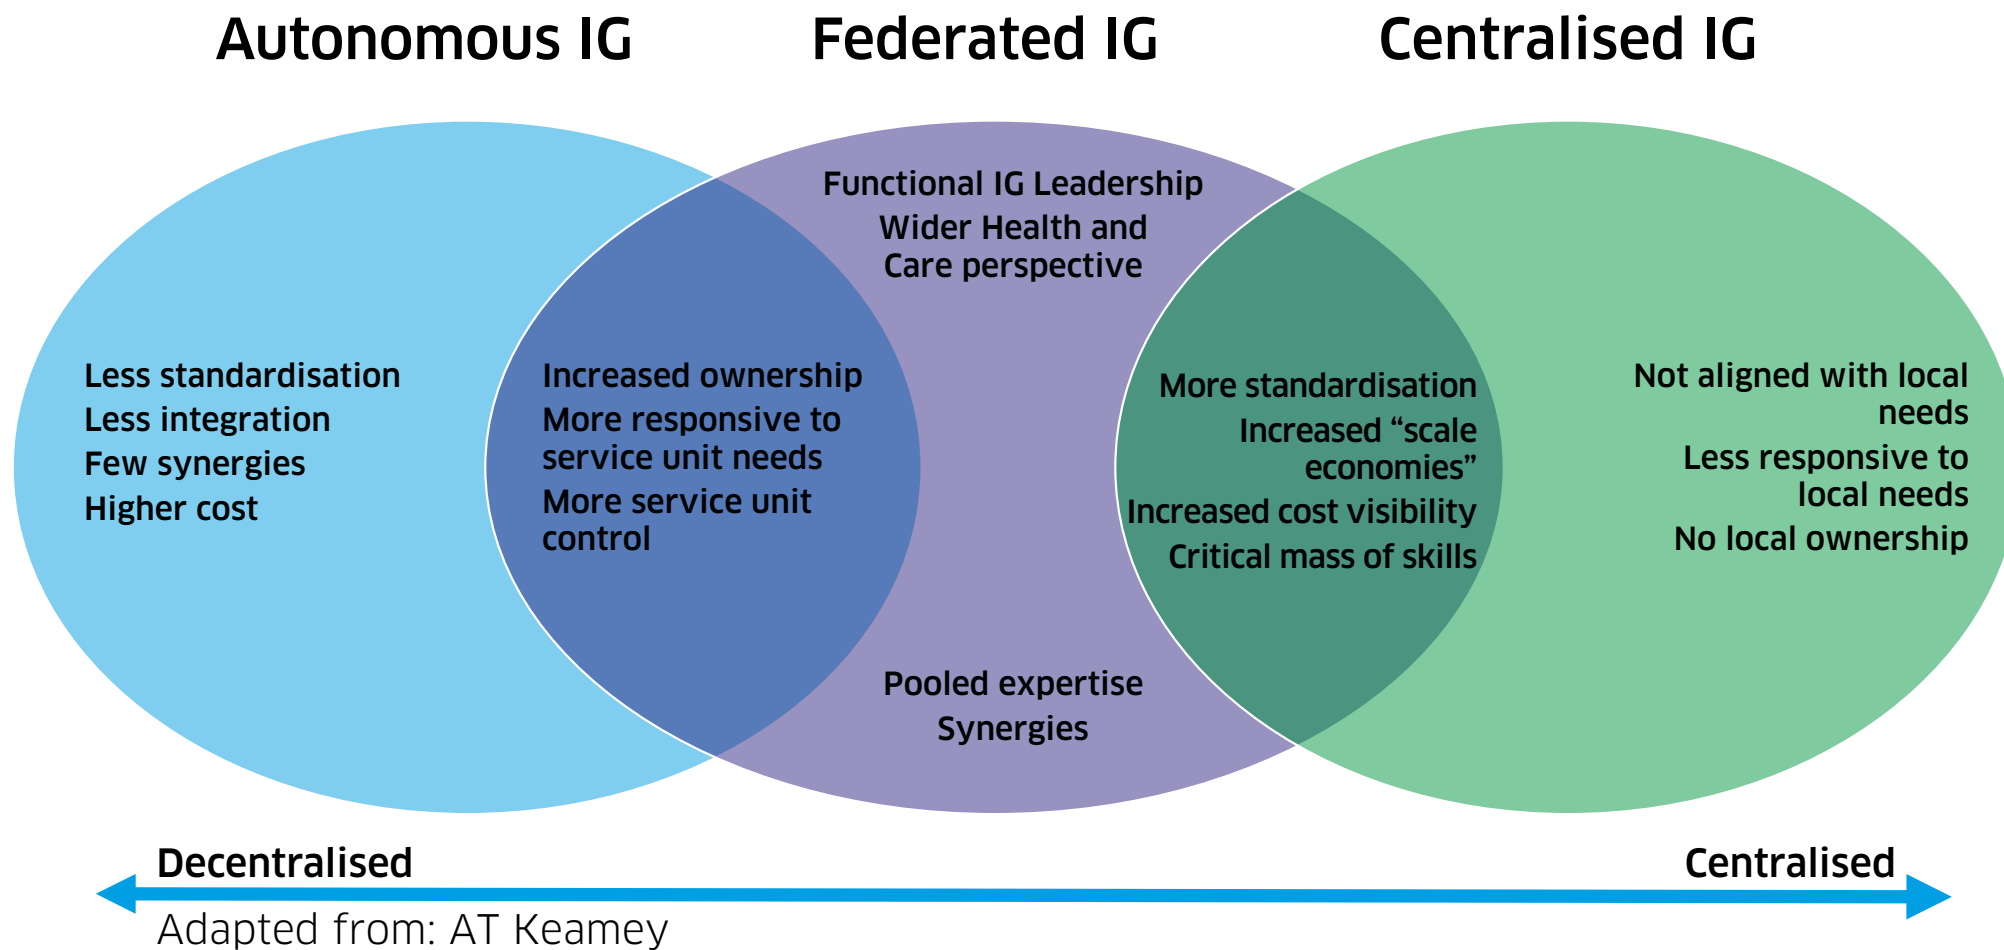 Autonomous IG
Federated IG
Centralised IG
Functional IG Leadership
Wider Health and
Care perspective
Less standardisation
Less integration
Few synergies
Higher cost
Increased ownership
More responsive to
service unit needs
More service unit
control
More standardisation
Increased “scale
economies”
Increased cost visibility
Critical mass of skills
Not aligned with local
needs
Less responsive to
local needs
No local ownership
Pooled expertise
Synergies
Decentralised
Centralised
Adapted from: AT Keamey